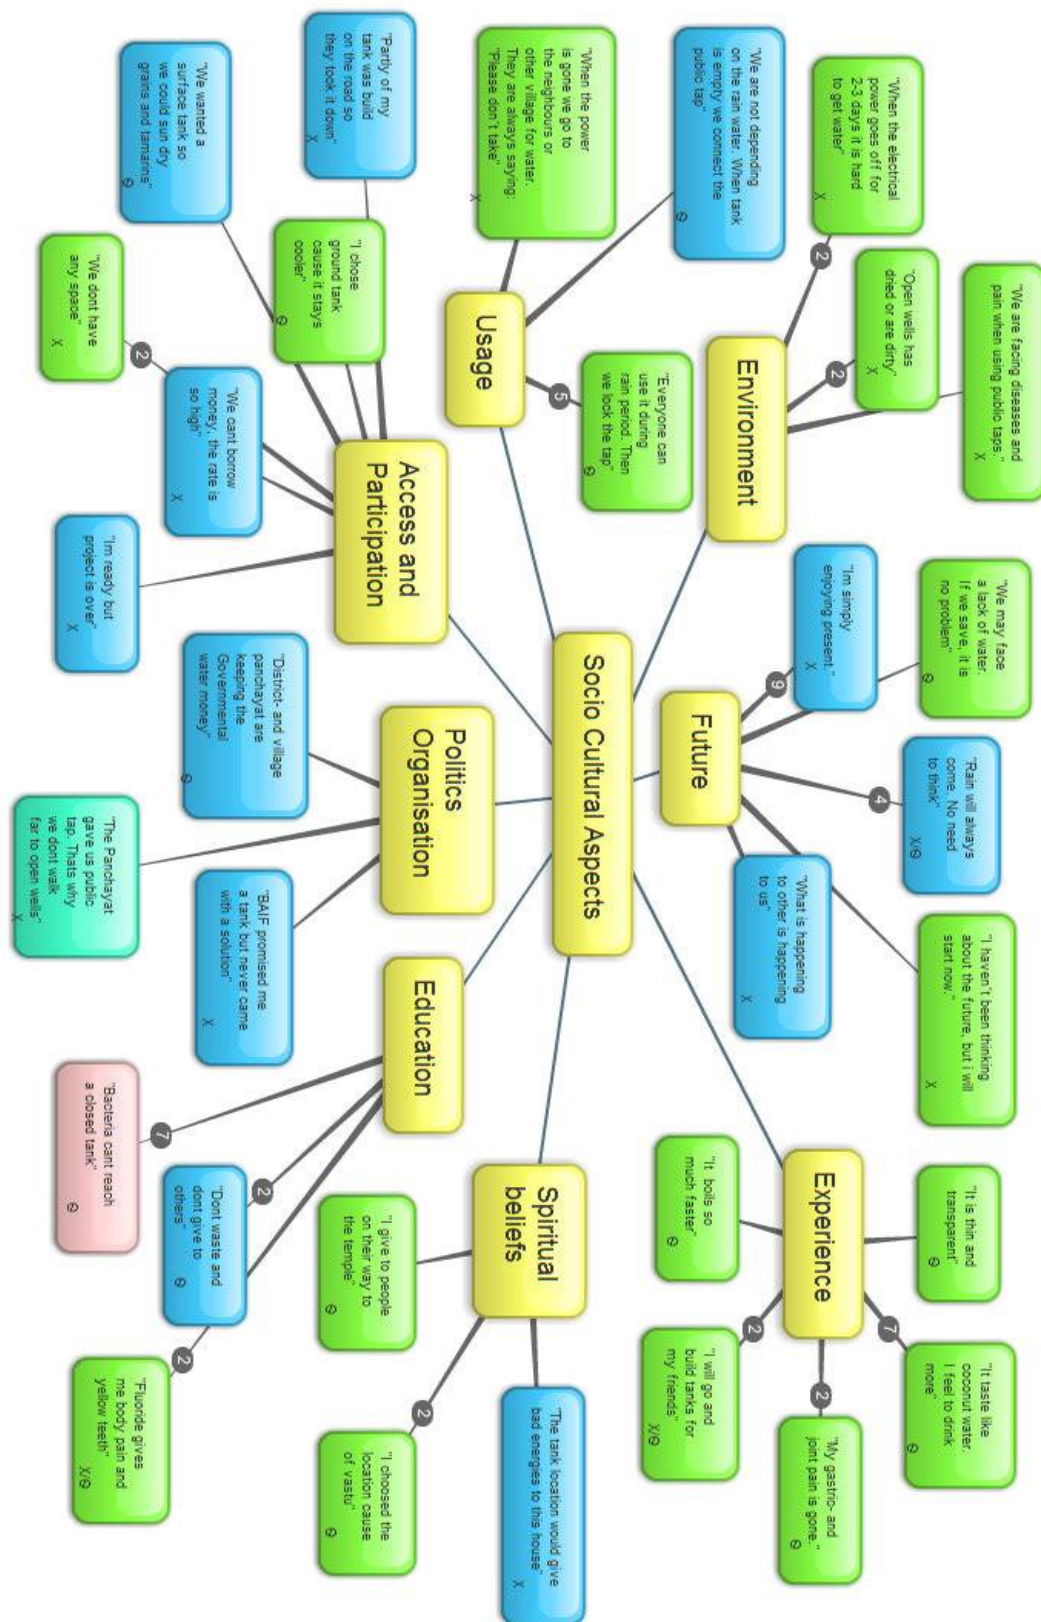 Socio Cultural Aspects
Environment
"When the electrical
power goes off for
2-3 days it is hard
to get water"
X
2
"Open wells has
dried or are dirty"
X
2
"We are facing diseases and
pain when using public taps."
X
Usage
"When the power
is gone we go to
the neighbours or
other village for water.
They are always saying:
"Please don´t take"
X
"We are not depending
on the rain water. When tank
is empty we connect the
public tap"
Θ
"Everyone can
use it during
rain period. Then
we lock the tap"
Θ
5
Access and
Participation
"Partly of my
tank was build
on the road so
they took it down"
X
"We wanted a
surface tank so
we could sun dry
grains and tamarins"
Θ
"I chose
ground tank
cause it stays
cooler"
Θ
"We dont have
any space"
X
2
"We cant borrow
money, the rate is
so high"
X
"Im ready but
project is over"
X
Future
"Im simply
enjoying present."
X
9
"We may face
a lack of water.
If we save, it is
no problem"
Θ
"Rain will always
come. No need
to think"
X/Θ
4
"I haven´t been thinking
about the future, but i will
start now."
X
"What is happening
to other is happening
to us"
X
Politics
Organisation
"District- and village
panchayat are
keeping the
Governmental
water money"
Θ
"The Panchayat
gave us public
tap. Thats why
we dont walk
far to open wells"
X
"BAIF promised me
a tank but never came
with a solution"
X
Education
"Bacteria cant reach
a closed tank"
Θ
7
"Dont waste and
dont give to
others"
Θ
2
"Fluoride gives
me body pain and
yellow teeth"
X/Θ
2
Spiritual
beliefs
"I give to people
on their way to
the temple"
Θ
"I choosed the
location cause
of vastu"
Θ
2
"The tank location would give
bad energies to this house"
X
Experience
"It boils so
much faster"
Θ
"It is thin and
transparent"
Θ
"It taste like
coconut water.
I feel to drink
more"
Θ
7
"My gastric- and
joint pain is gone."
Θ
2
"I will go and
build tanks for
my friends"
X/Θ
2